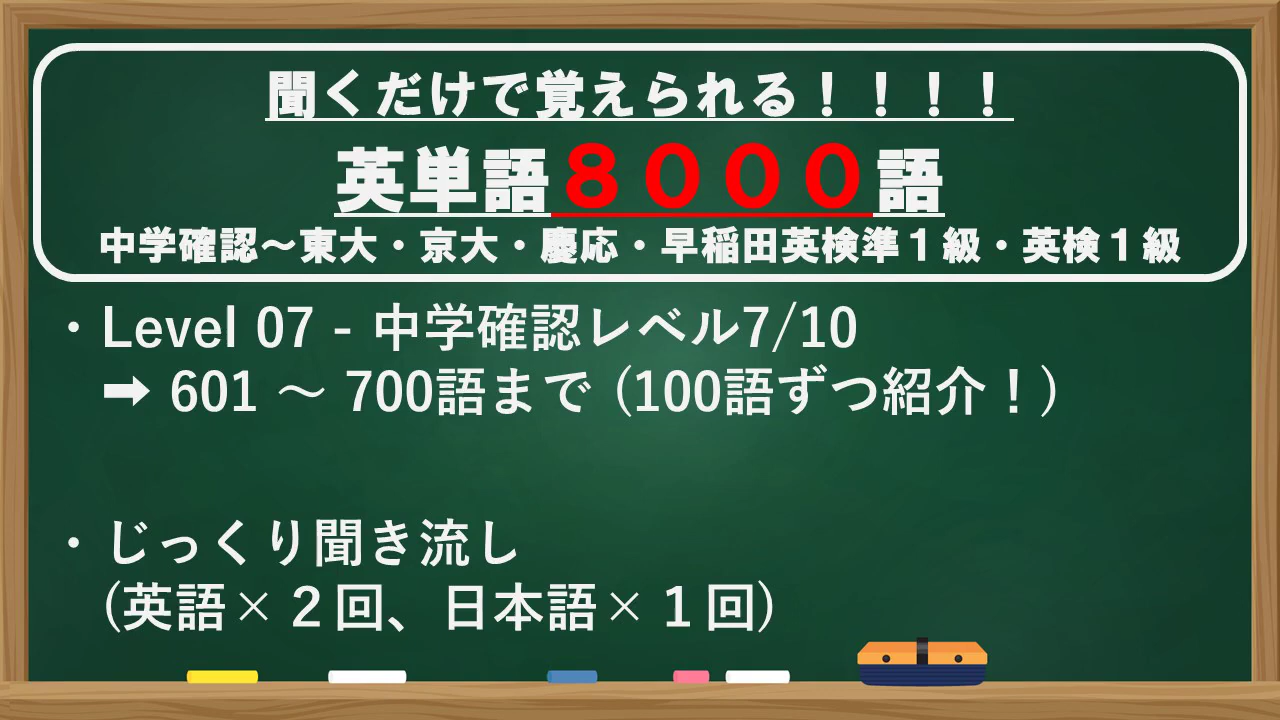 聞くだけで覚えられる！！！！
英単語８０００語
中学確認～東大・京大・慶応・早稲田英検準１級・英検１級
・Level 07 - 中学確認レベル7/10
➡ 601 ～ 700語まで (100語ずつ紹介！)
・じっくり聞き流し
(英語×２回、日本語×１回)